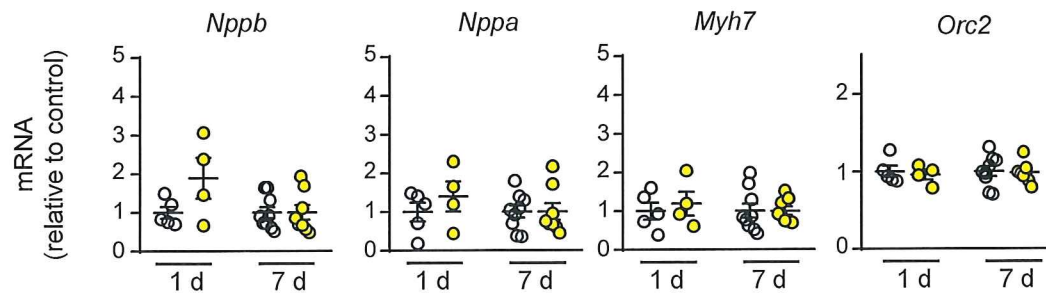 Nppb Nppa Myh7 Orc2
mRNA
(relative to control)
5 5 5
4 4 4 2
3 3 3
2 2 2 1
1 1 1
0 0 0 0
1 d 7 d 1 d 7 d 1 d 7 d 1 d 7 d